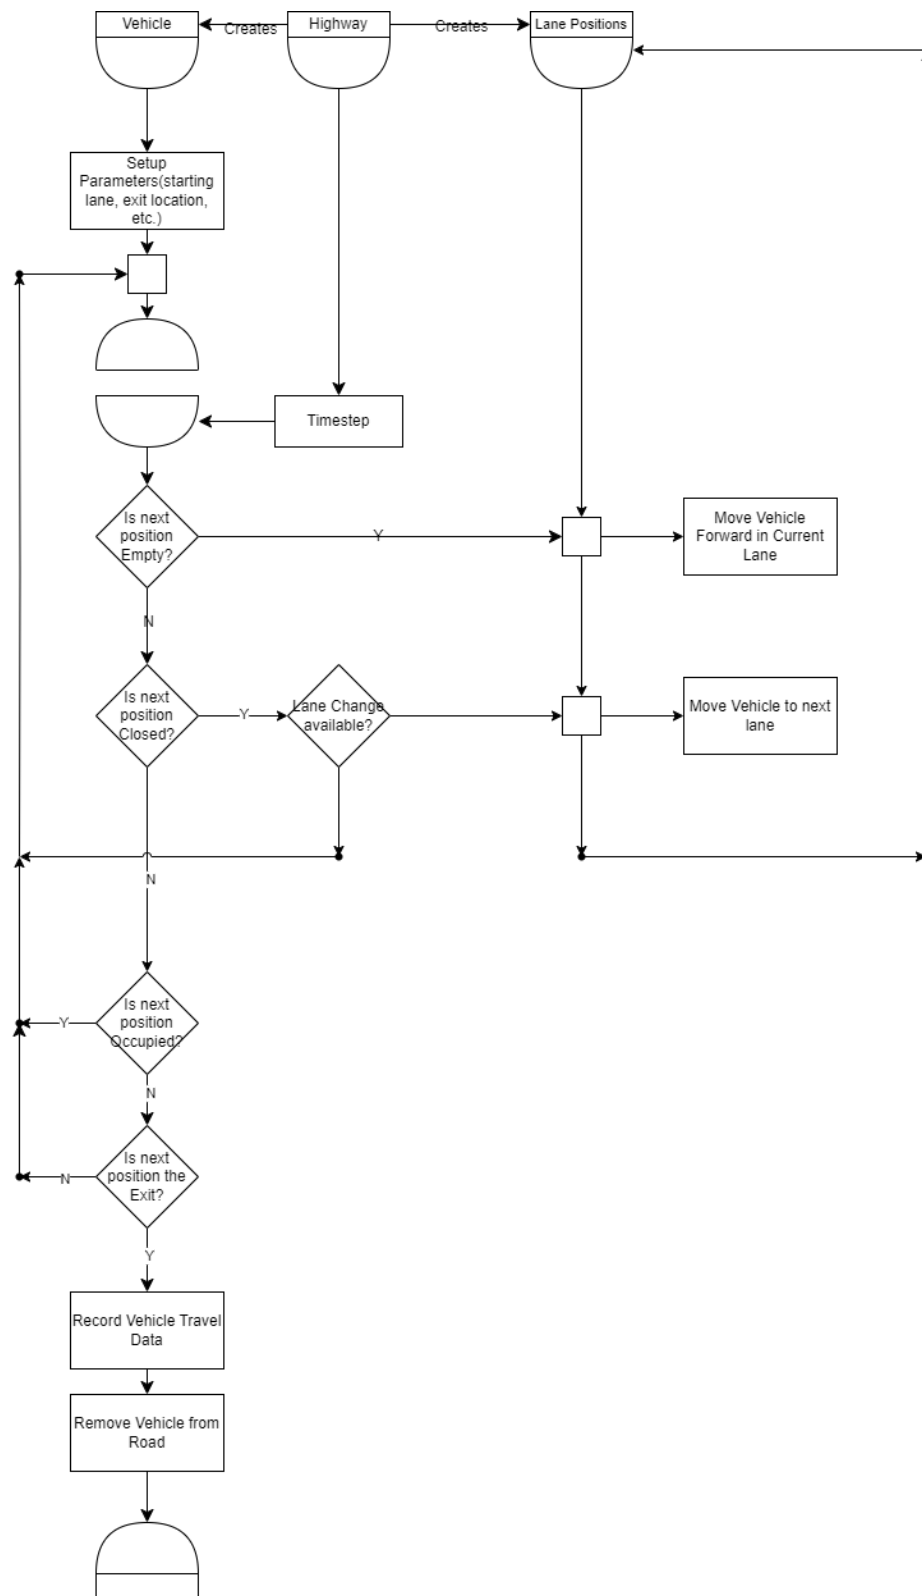 Vehicle
Creates
Highway
Creates
Lane Positions
Setup
Parameters(starting
lane, exit location,
etc.)
Timestep
Is next
position
Empty?
Y
Move Vehicle
Forward in Current
Lane
N
Is next
position
Closed?
Y
Lane Change
available?
Move Vehicle to next
lane
N
Is next
position
Occupied?
Y
N
Is next
position the
Exit?
N
Y
Record Vehicle Travel
Data
Remove Vehicle from
Road